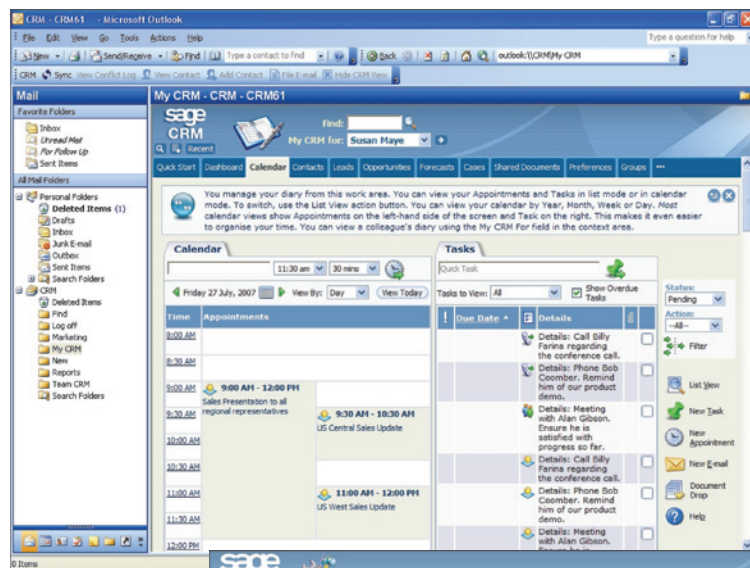 CRM - CRM61 - Microsoft Outlook
File Edit View Go Tools Actions Help
Type a question for help
New Send/Receive Find Type a contact to find Back outlook:\\CRM\My CRM
CRM Sync View Conflict Log View Contact Add Contact File E-mail Hide CRM View
Mail
My CRM - CRM - CRM61
Favorite Folders
Inbox
Unread Mail
For Follow Up
Sent Items
All Mail Folders
Personal Folders
Deleted Items (1)
Drafts
Inbox
Junk E-mail
Outbox
Sent Items
Search Folders
CRM
Deleted Items
Find
Log off
Marketing
My CRM
New
Reports
Team CRM
Search Folders
0 Items
sage
CRM
Recent
Find:
My CRM for: Susan Maye
Quick Start Dashboard Calendar Contacts Leads Opportunities Forecasts Cases Shared Documents Preferences Groups
You manage your diary from this work area. You can view your Appointments and Tasks in list mode or in calendar
mode. To switch, use the List View action button. You can view your calendar by Year, Month, Week or Day. Most
calendar views show Appointments on the left-hand side of the screen and Task on the right. This makes it even easier
to organise your time. You can view a colleague's diary using the My CRM For field in the context area.
Calendar
11:30 am 30 mins
Friday 27 July, 2007 View By: Day View Today
Time Appointments
8:00 AM
8:30 AM
9:00 AM 9:00 AM - 12:00 PM
Sales Presentation to all
regional representatives
9:30 AM 9:30 AM - 10:30 AM
US Central Sales Update
10:00 AM
10:30 AM
11:00 AM 11:00 AM - 12:00 PM
US West Sales Update
11:30 AM
12:00 PM
Tasks
Quick Task
Tasks to View: All Show Overdue
Tasks
! Due Date Details
Details: Call Billy
Farina regarding
the conference call.
Details: Phone Bob
Coomber. Remind
him of our product
demo.
Details: Meeting
with Alan Gibson.
Ensure he is
satisfied with
progress so far.
Details: Call Billy
Farina regarding
the conference call.
Details: Phone Bob
Coomber. Remind
him of our product
demo.
Details: Meeting
with Alan Gibson.
Ensure he is
Status:
Pending
Action:
--All--
Filter
List View
New Task
New
Appointment
New E-mail
Document
Drop
Help
sage